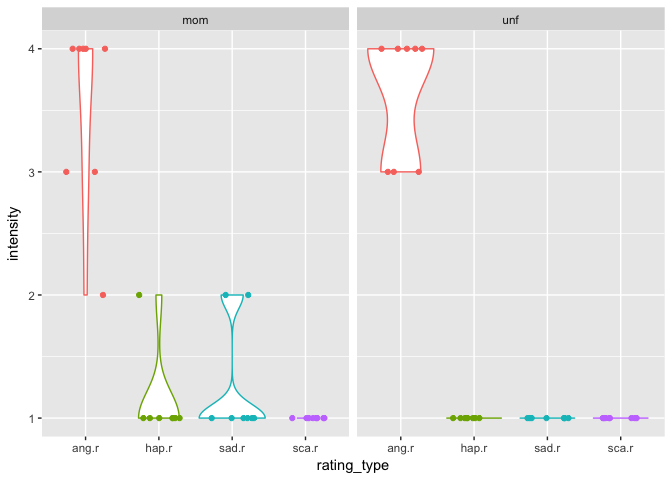 mom unf
intensity
4
3
2
1
ang.r hap.r sad.r sca.r ang.r hap.r sad.r sca.r
rating_type